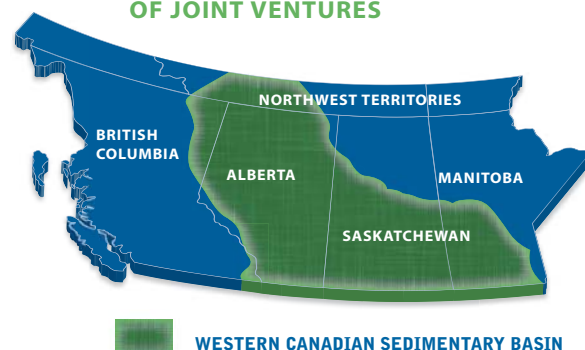 OF JOINT VENTURES
NORTHWEST TERRITORIES
BRITISH
COLUMBIA
ALBERTA
MANITOBA
SASKATCHEWAN
WESTERN CANADIAN SEDIMENTARY BASIN